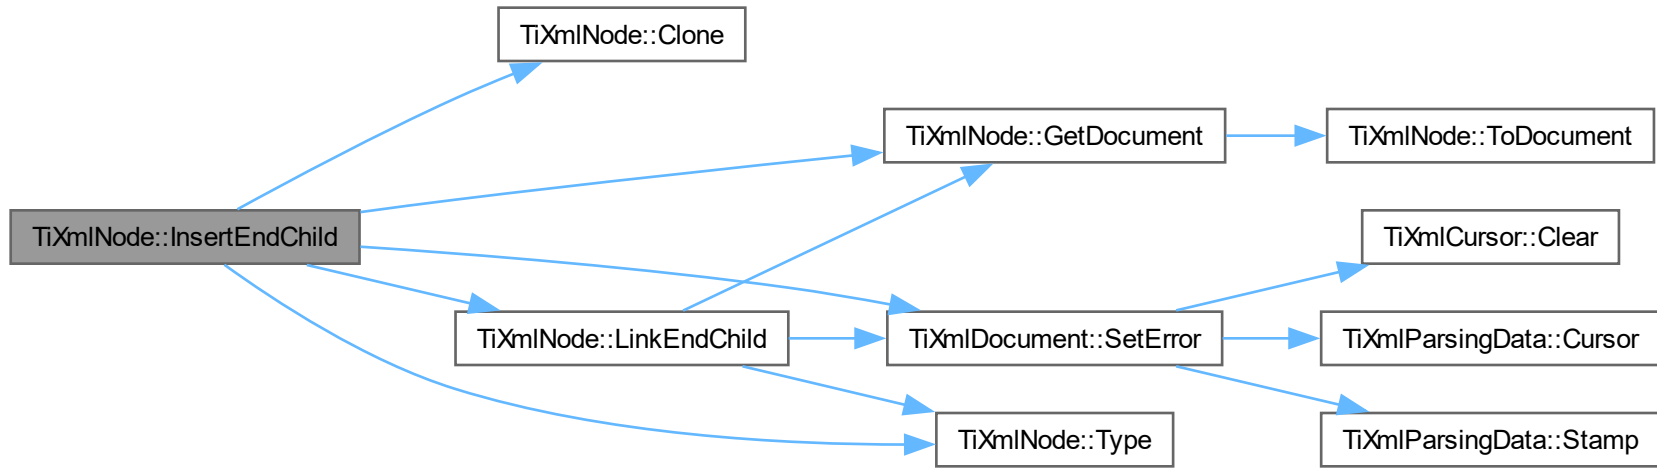 TiXmlNode::Clone
TiXmlNode::GetDocument
TiXmlNode::ToDocument
TiXmlNode::InsertEndChild
TiXmlCursor::Clear
TiXmlNode::LinkEndChild
TiXmlDocument::SetError
TiXmlParsingData::Cursor
TiXmlNode::Type
TiXmlParsingData::Stamp